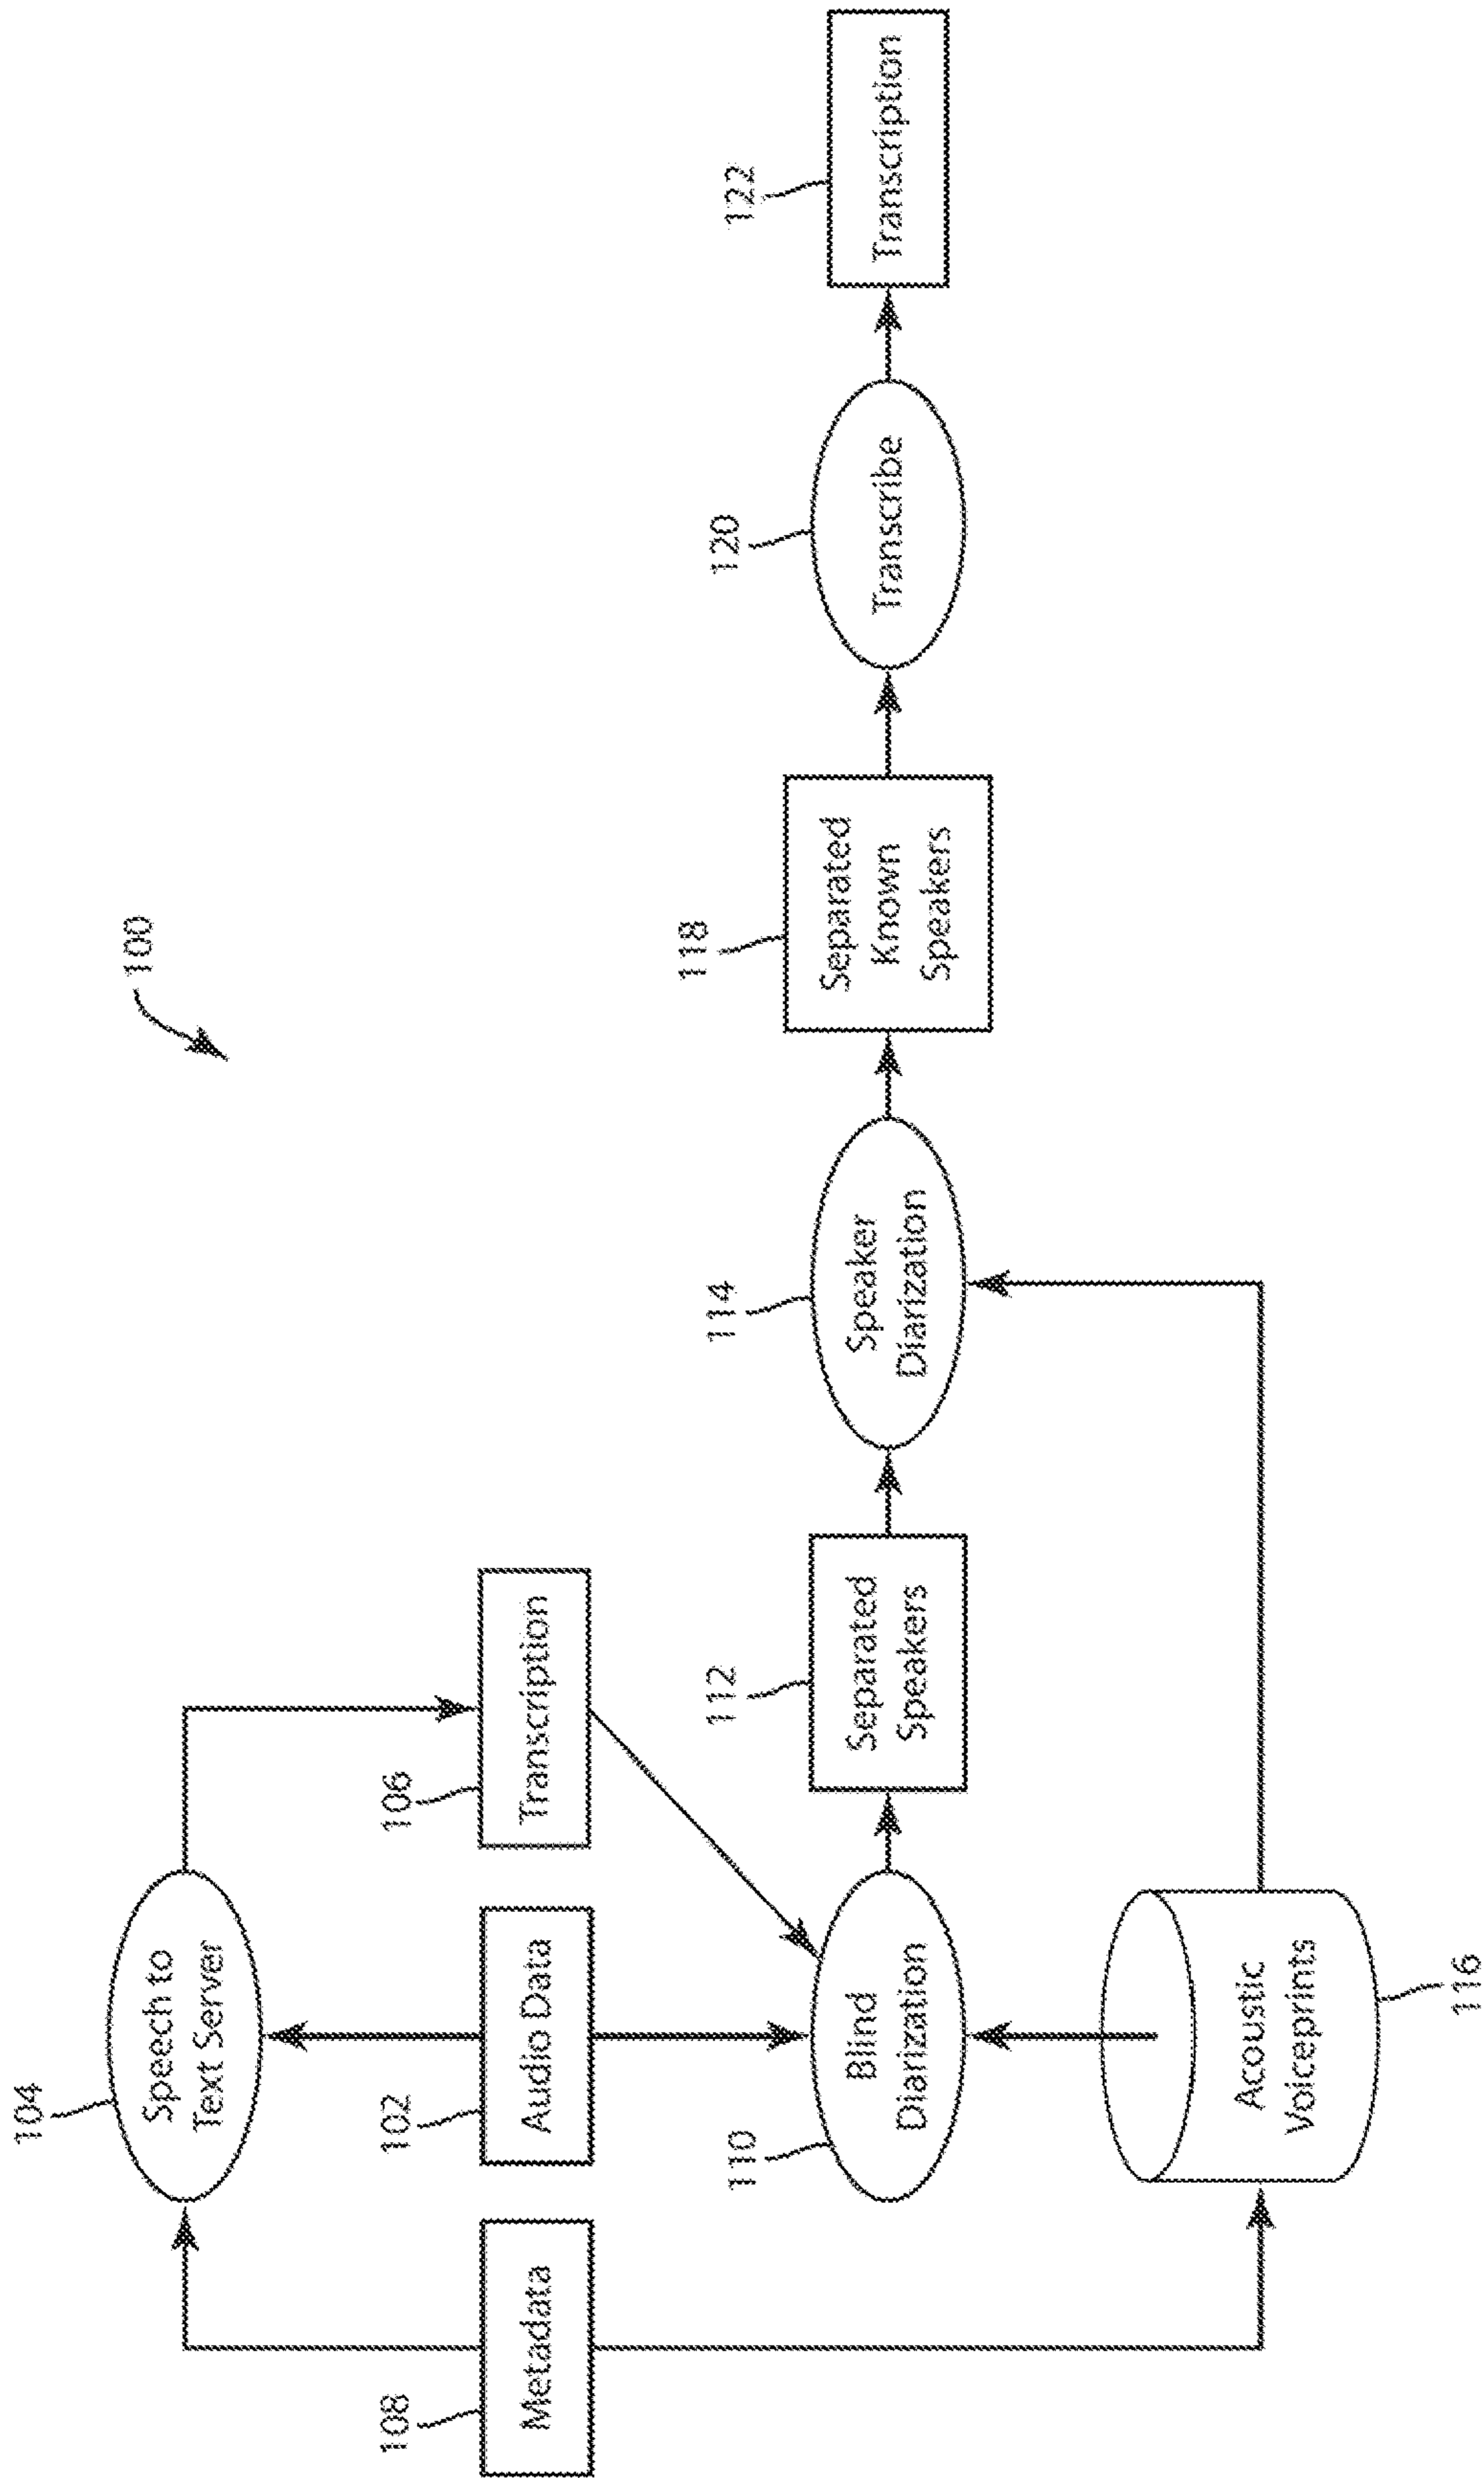 100
104
Speech to
Text Server
108
Metadata
102
Audio Data
106
Transcription
110
Blind
Diarization
112
Separated
Speakers
114
Speaker
Diarization
118
Separated
Known
Speakers
120
Transcribe
122
Transcription
Acoustic
Voiceprints
116